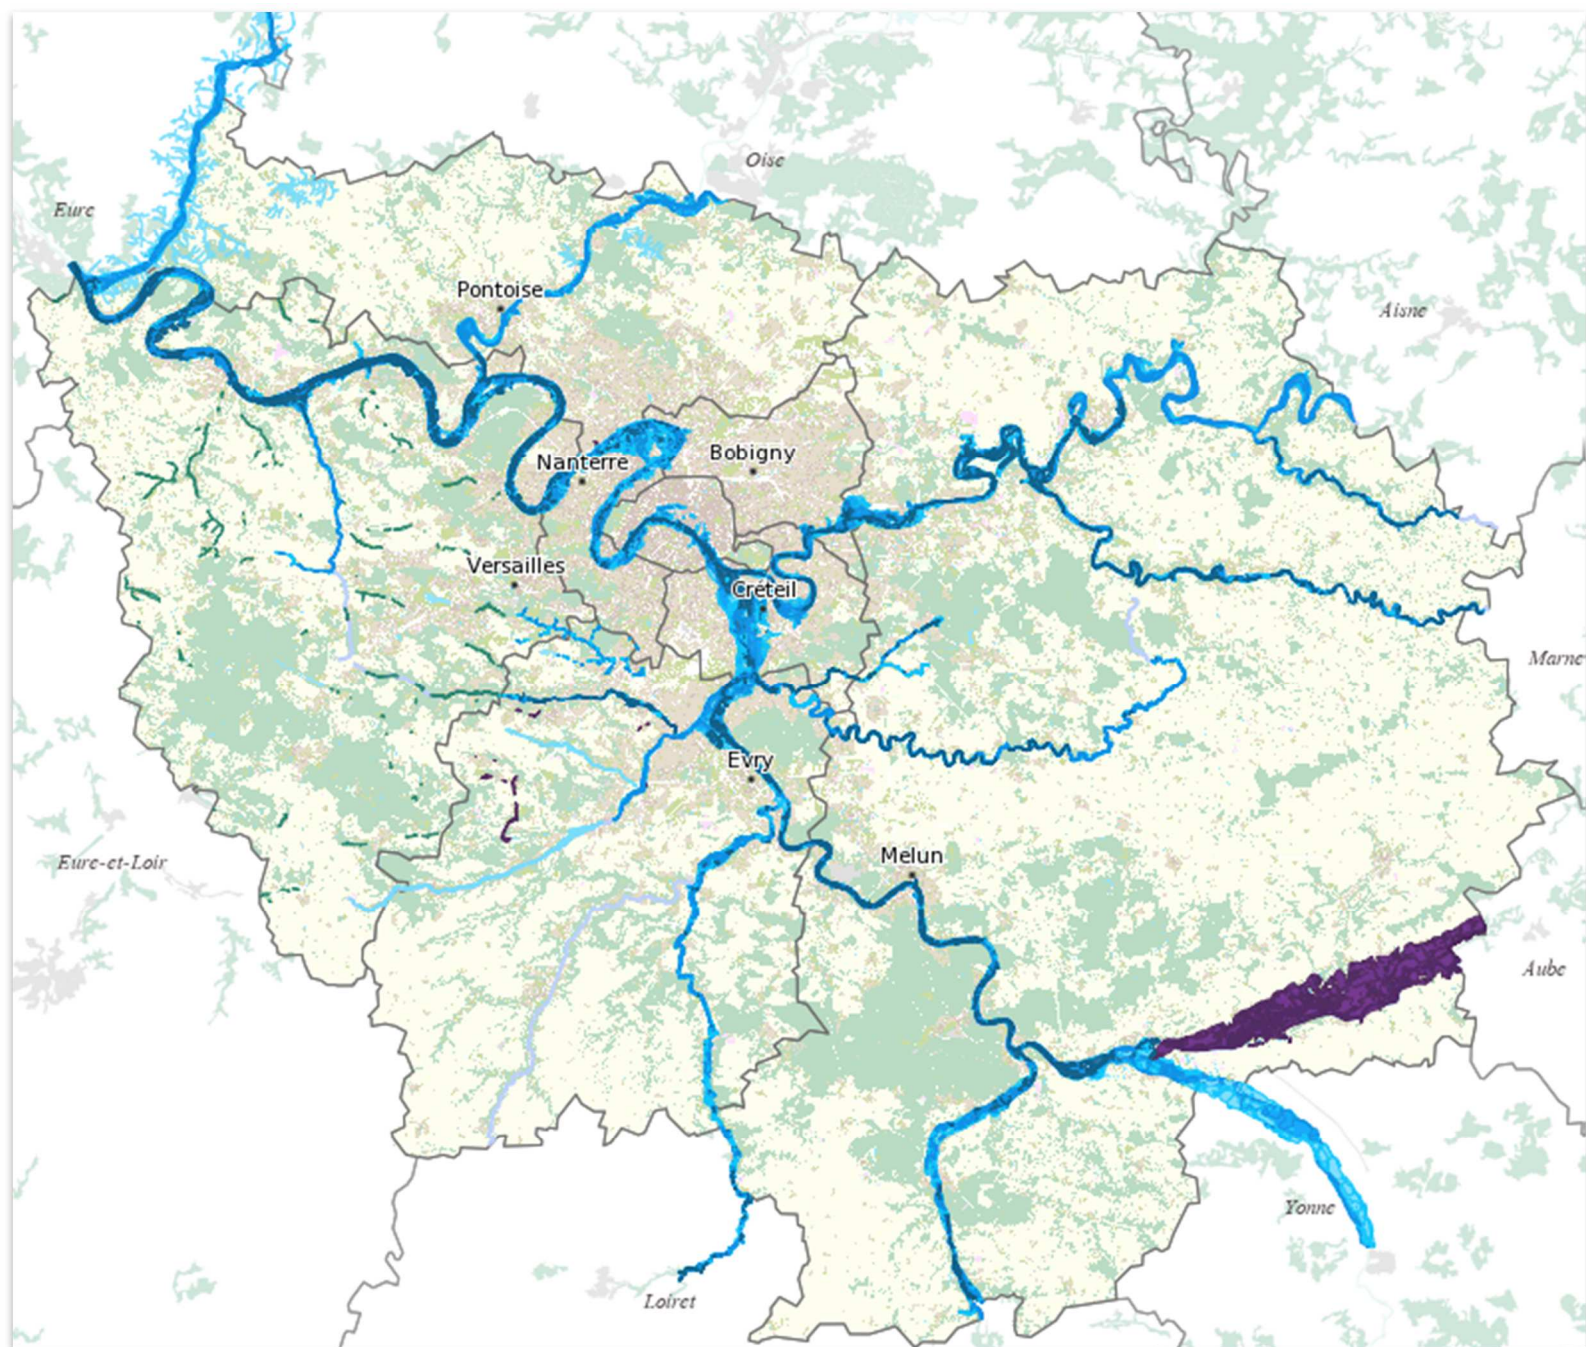 Oise
Eure
Pontoise
Aisne
Bobigny
Nanterre
Versailles
Créteil
Marne
Evry
Melun
Eure-et-Loir
Aube
Yonne
Loiret